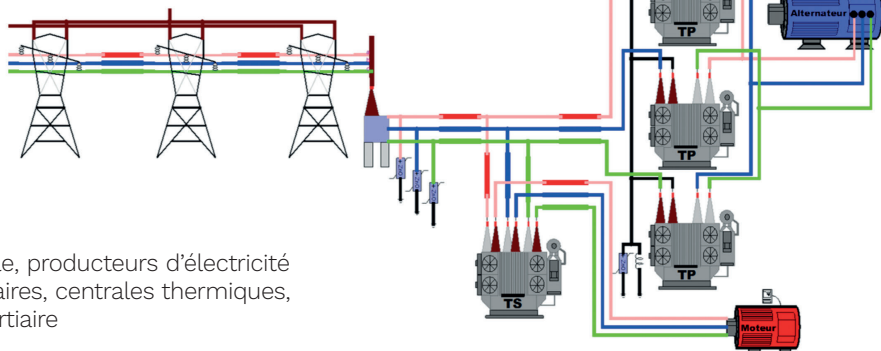 TP
Alternateur
TP
TP
TS
Moteur
le, producteurs d’électricité
aires, centrales thermiques,
rtiaire